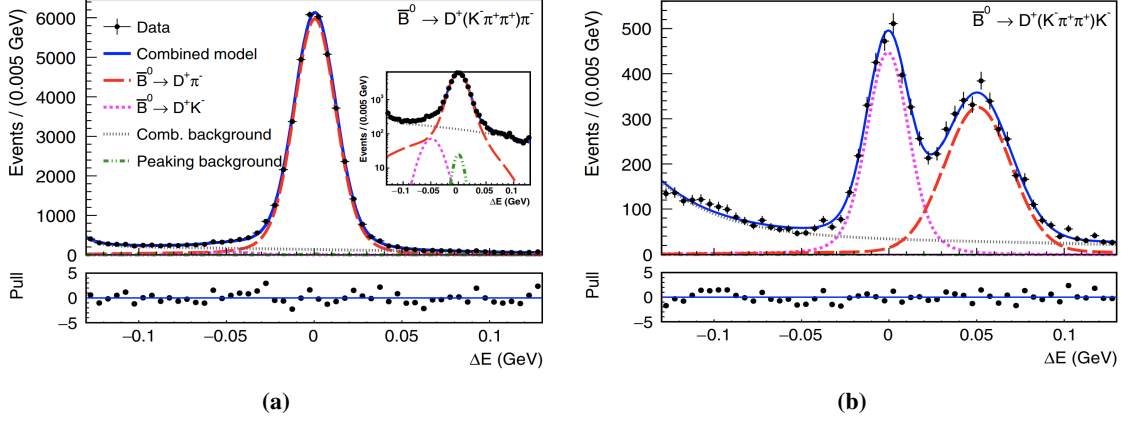 Events / (0.005 GeV)
6000
5000
4000
3000
2000
1000
0
Data
Combined model
B̅⁰ → D⁺π⁻
B̅⁰ → D⁺K⁻
Comb. background
Peaking background
B̅⁰ → D⁺(K⁻π⁺π⁺)π⁻
Events / (0.005 GeV)
10³
10²
10
−0.1 −0.05 0 0.05 0.1
ΔE (GeV)
Pull
5
0
−5
−0.1 −0.05 0 0.05 0.1
ΔE (GeV)
(a)
Events / (0.005 GeV)
500
400
300
200
100
0
B̅⁰ → D⁺(K⁻π⁺π⁺)K⁻
Pull
5
0
−5
−0.1 −0.05 0 0.05 0.1
ΔE (GeV)
(b)